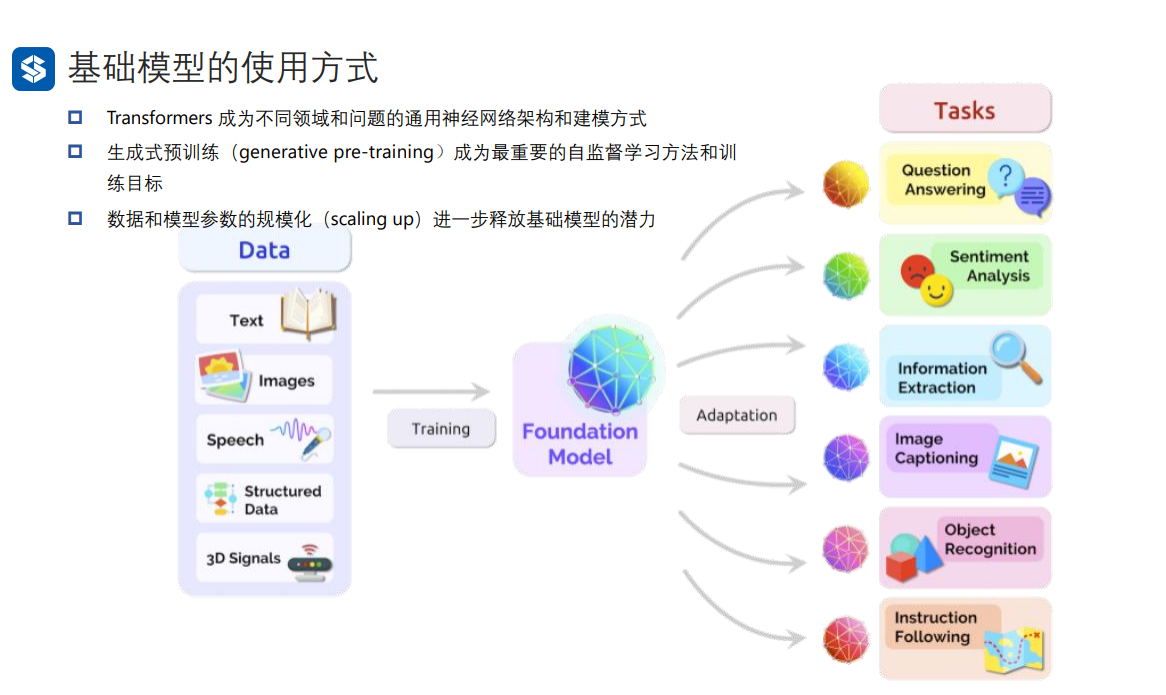 基础模型的使用方式
Transformers 成为不同领域和问题的通用神经网络架构和建模方式
生成式预训练（generative pre-training）成为最重要的自监督学习方法和训
练目标
数据和模型参数的规模化（scaling up）进一步释放基础模型的潜力
Data
Text
Images
Speech
Structured
Data
3D Signals
Training
Foundation
Model
Adaptation
Tasks
Question
Answering
Sentiment
Analysis
Information
Extraction
Image
Captioning
Object
Recognition
Instruction
Following